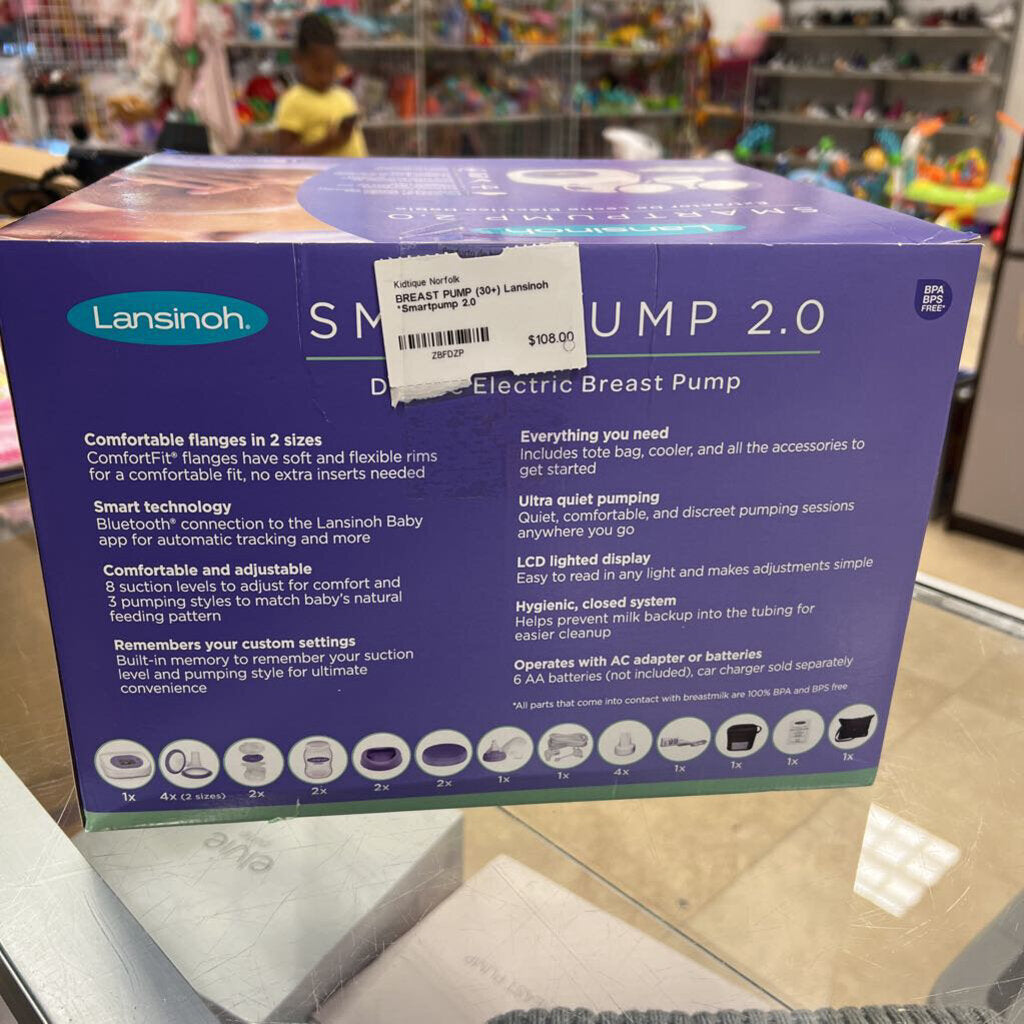 SMARTPUMP 2.0
Lansinoh
Kidtique Norfolk
BREAST PUMP (30+) Lansinoh
*Smartpump 2.0
ZBFDZP
$108.00
Lansinoh®
SM UMP 2.0
BPA
BPS
FREE*
Electric Breast Pump
Comfortable flanges in 2 sizes
ComfortFit® flanges have soft and flexible rims
for a comfortable fit, no extra inserts needed
Smart technology
Bluetooth® connection to the Lansinoh Baby
app for automatic tracking and more
Comfortable and adjustable
8 suction levels to adjust for comfort and
3 pumping styles to match baby's natural
feeding pattern
Remembers your custom settings
Built-in memory to remember your suction
level and pumping style for ultimate
convenience
Everything you need
Includes tote bag, cooler, and all the accessories to
get started
Ultra quiet pumping
Quiet, comfortable, and discreet pumping sessions
anywhere you go
LCD lighted display
Easy to read in any light and makes adjustments simple
Hygienic, closed system
Helps prevent milk backup into the tubing for
easier cleanup
Operates with AC adapter or batteries
6 AA batteries (not included), car charger sold separately
*All parts that come into contact with breastmilk are 100% BPA and BPS free
1x 4x (2 sizes) 2x 2x 2x 2x 1x 1x 4x 1x 1x 1x 1x
elvie